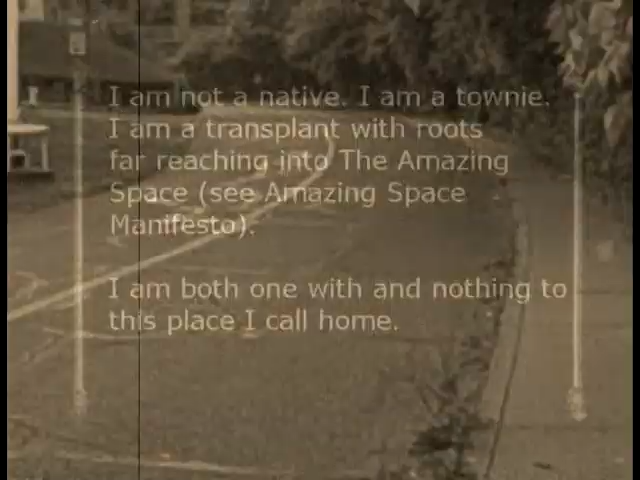 I am not a native. I am a townie.
I am a transplant with roots
far reaching into The Amazing
Space (see Amazing Space
Manifesto).
I am both one with and nothing to
this place I call home.